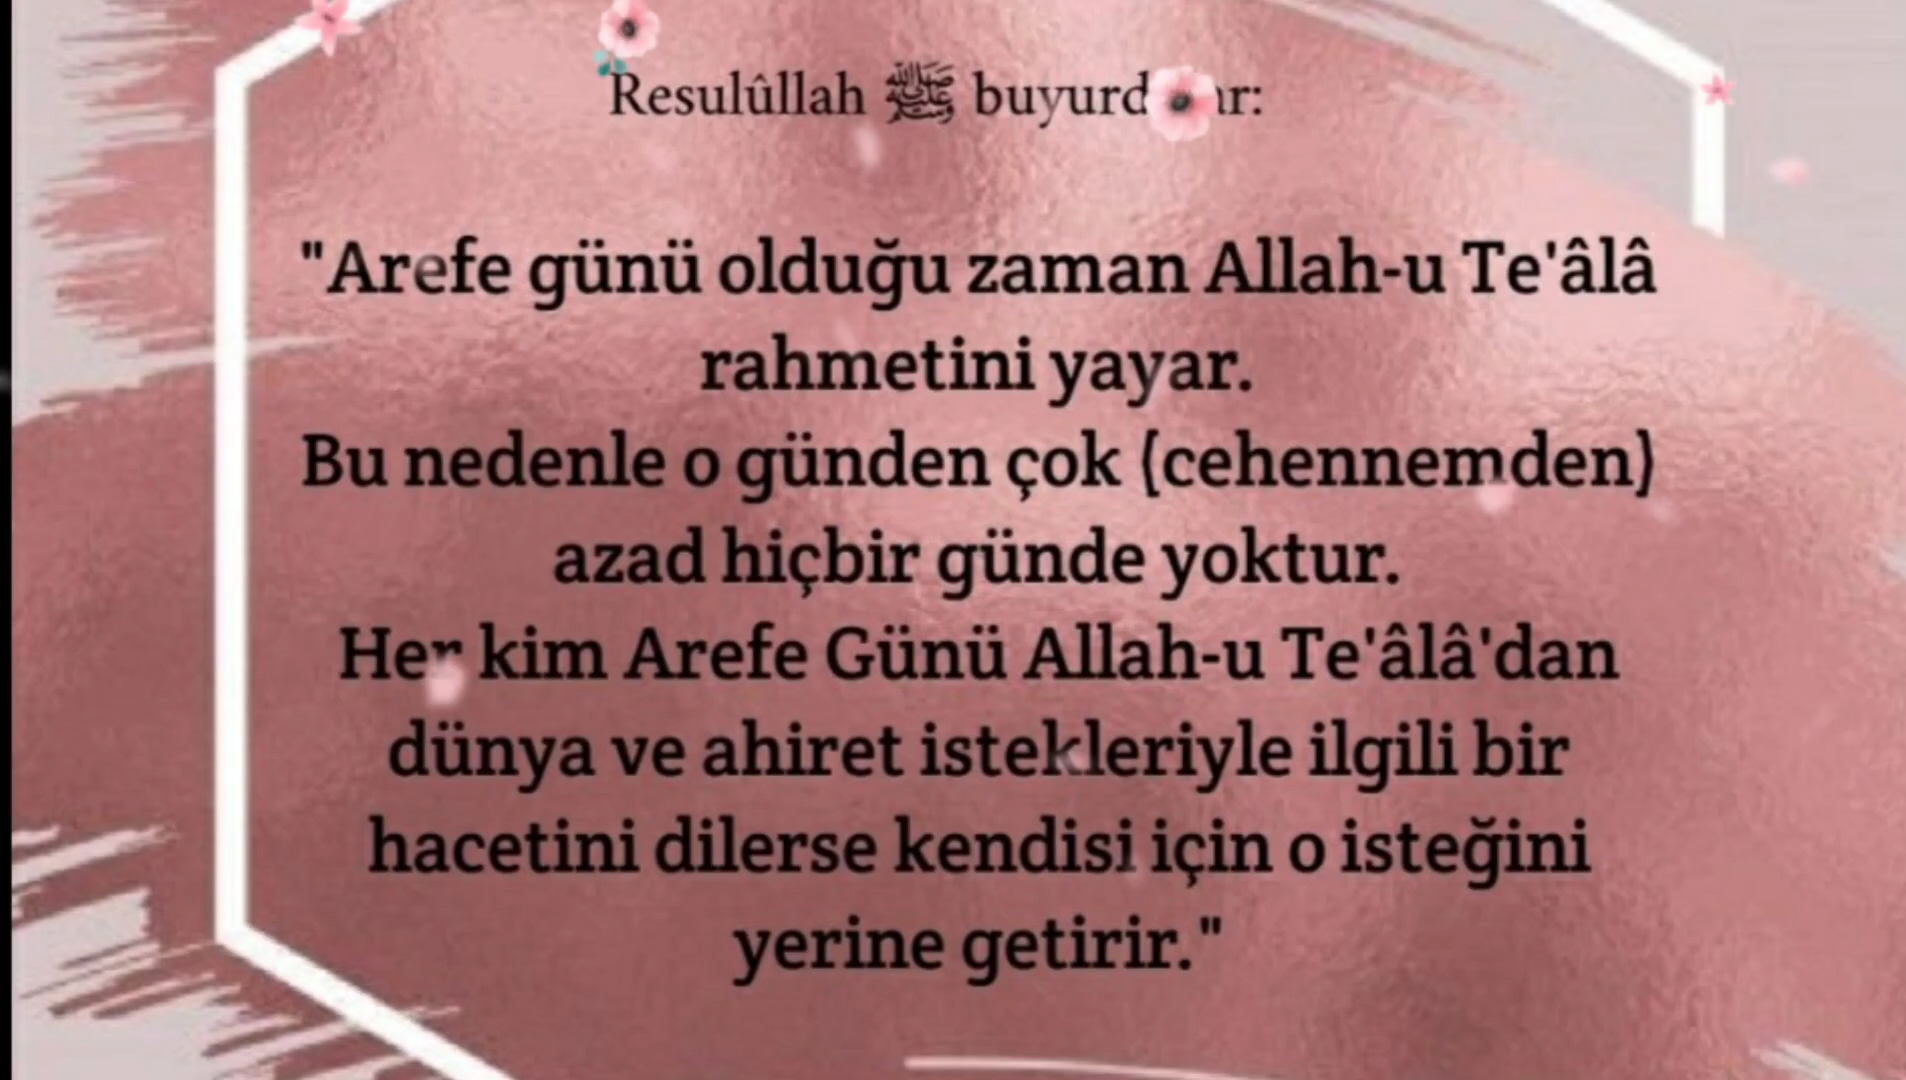 Resulûllah ﷺ
"Arefe günü olduğu zaman Allah-u Te'âlâ
rahmetini yayar.
Bu nedenle o günden çok (cehennemden)
azad hiçbir günde yoktur.
Her kim Arefe Günü Allah-u Te'âlâ'dan
dünya ve ahiret istekleriyle ilgili bir
hacetini dilerse kendisi için o isteğini
yerine getirir."